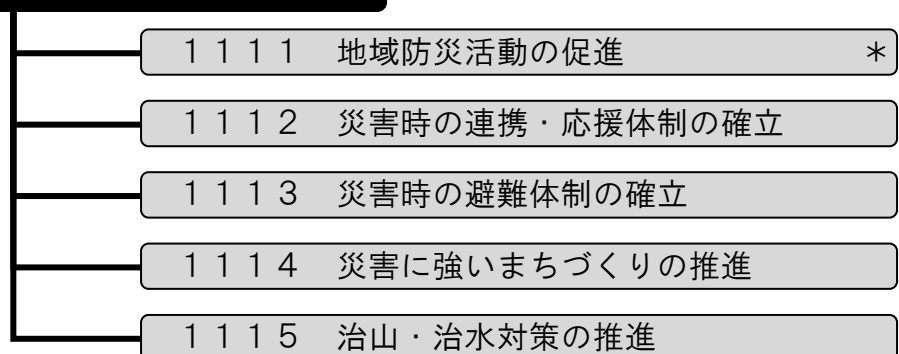 １１１１　地域防災活動の促進　＊
１１１２　災害時の連携・応援体制の確立
１１１３　災害時の避難体制の確立
１１１４　災害に強いまちづくりの推進
１１１５　治山・治水対策の推進